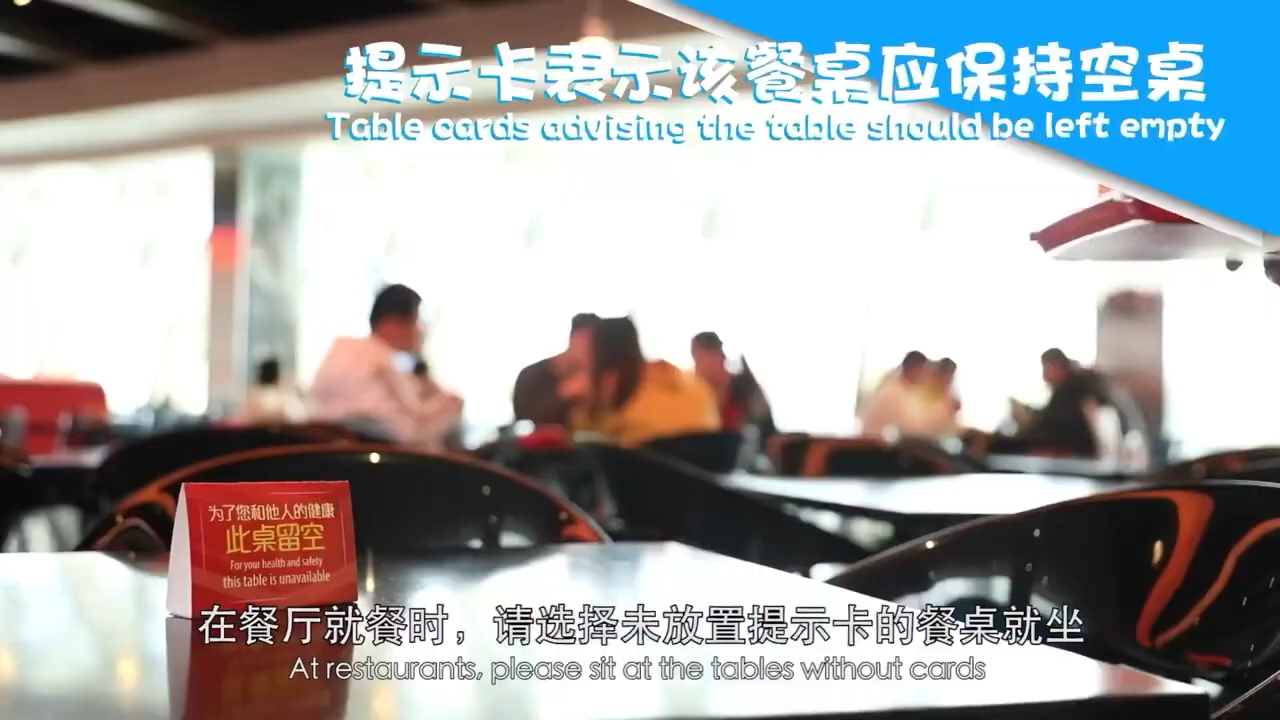 提示卡表示该餐桌应保持空桌
Table cards advising the table should be left empty
为了您和他人的健康
此桌留空
For your health and safety
this table is unavailable
在餐厅就餐时，请选择未放置提示卡的餐桌就坐
At restaurants, please sit at the tables without cards